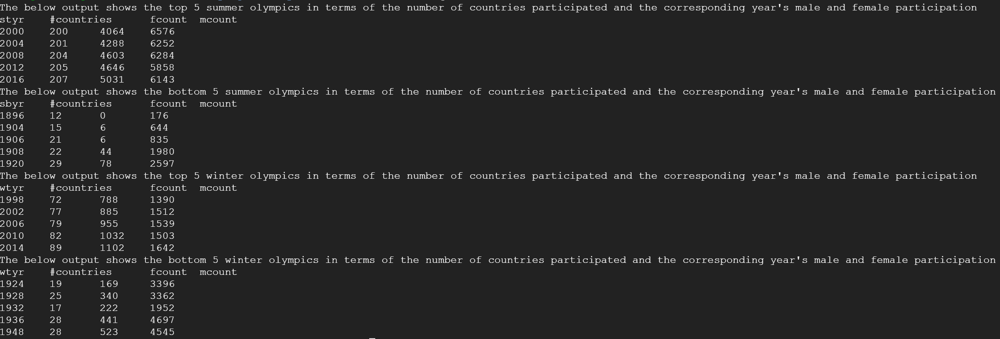 The below output shows the top 5 summer olympics in terms of the number of countries participated and the corresponding year's male and female participation
styr #countries fcount mcount
2000 200 4064 6576
2004 201 4288 6252
2008 204 4603 6284
2012 205 4646 5858
2016 207 5031 6143
The below output shows the bottom 5 summer olympics in terms of the number of countries participated and the corresponding year's male and female participation
sbyr #countries fcount mcount
1896 12 0 176
1904 15 6 644
1906 21 6 835
1908 22 44 1980
1920 29 78 2597
The below output shows the top 5 winter olympics in terms of the number of countries participated and the corresponding year's male and female participation
wtyr #countries fcount mcount
1998 72 788 1390
2002 77 885 1512
2006 79 955 1539
2010 82 1032 1503
2014 89 1102 1642
The below output shows the bottom 5 winter olympics in terms of the number of countries participated and the corresponding year's male and female participation
wtyr #countries fcount mcount
1924 19 169 3396
1928 25 340 3362
1932 17 222 1952
1936 28 441 4697
1948 28 523 4545